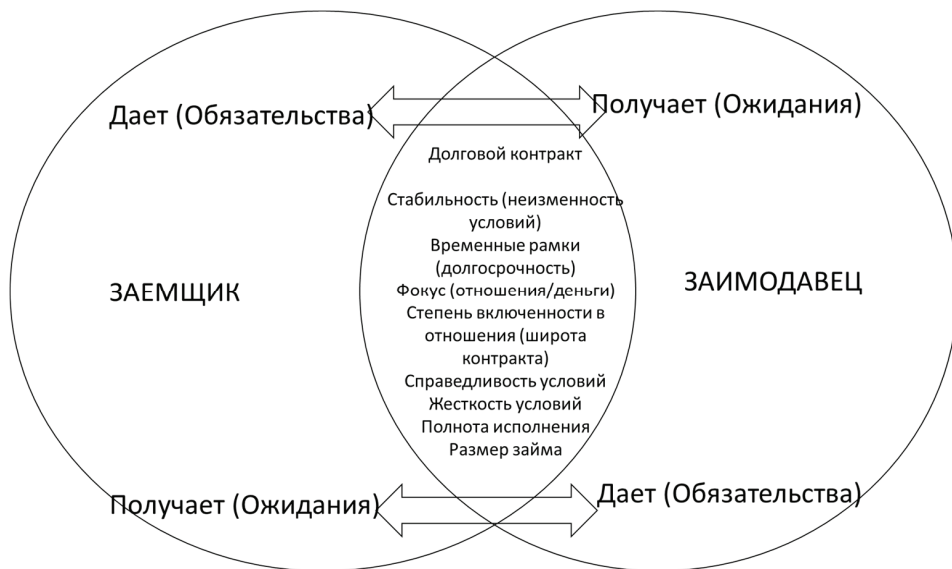 Дает (Обязательства)
Получает (Ожидания)
Долговой контракт
Стабильность (неизменность
условий)
Временные рамки
(долгосрочность)
Фокус (отношения/деньги)
Степень включенности в
отношения (широта
контракта)
Справедливость условий
Жесткость условий
Полнота исполнения
Размер займа
ЗАЕМЩИК
ЗАИМОДАВЕЦ
Получает (Ожидания)
Дает (Обязательства)